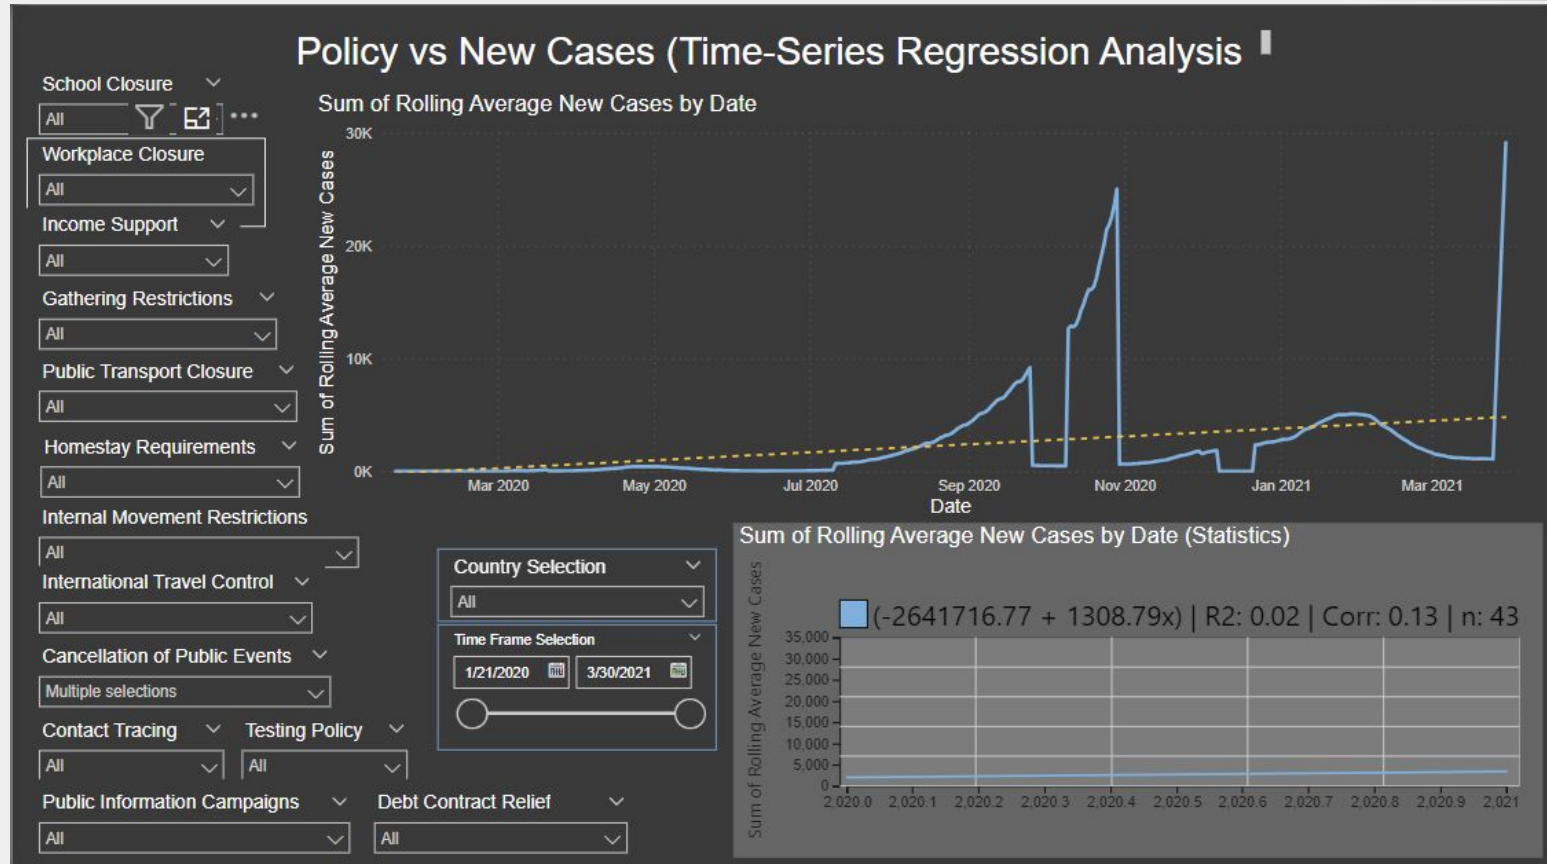 Policy vs New Cases (Time-Series Regression Analysis
School Closure
All
Workplace Closure
All
Income Support
All
Gathering Restrictions
All
Public Transport Closure
All
Homestay Requirements
All
Internal Movement Restrictions
All
International Travel Control
All
Cancellation of Public Events
Multiple selections
Contact Tracing
Testing Policy
All
All
Public Information Campaigns
Debt Contract Relief
All
All
Sum of Rolling Average New Cases by Date
Sum of Rolling Average New Cases
30K
20K
10K
0K
Mar 2020 May 2020 Jul 2020 Sep 2020 Nov 2020 Jan 2021 Mar 2021
Date
Country Selection
All
Time Frame Selection
1/21/2020 3/30/2021
Sum of Rolling Average New Cases by Date (Statistics)
Sum of Rolling Average New Cases
(-2641716.77 + 1308.79x) | R2: 0.02 | Corr: 0.13 | n: 43
35,000
30,000
25,000
20,000
15,000
10,000
5,000
0
2,020.0 2,020.1 2,020.2 2,020.3 2,020.4 2,020.5 2,020.6 2,020.7 2,020.8 2,020.9 2,021